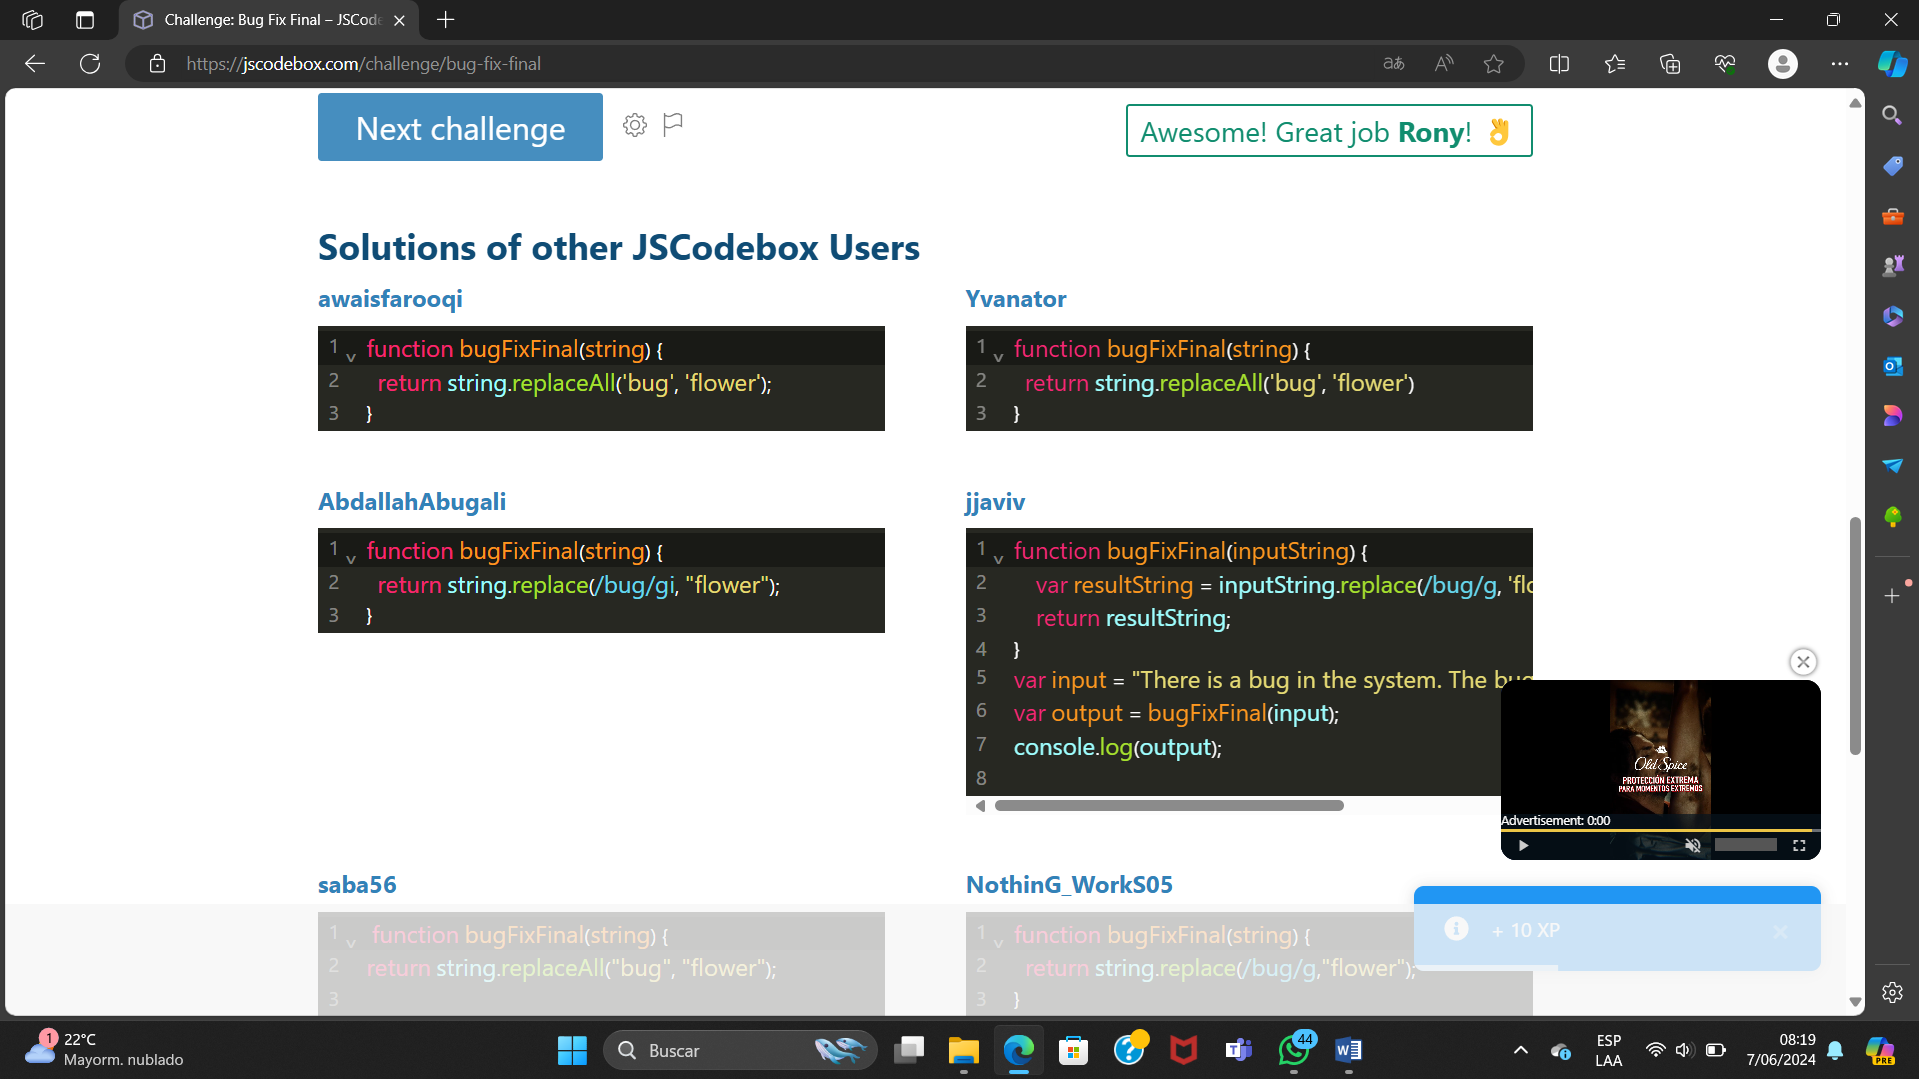 Challenge: Bug Fix Final – JSCode
https://jscodebox.com/challenge/bug-fix-final
Next challenge
Awesome! Great job Rony! 👌
Solutions of other JSCodebox Users
awaisfarooqi
1 function bugFixFinal(string) {
2 return string.replaceAll('bug', 'flower');
3 }
Yvanator
1 function bugFixFinal(string) {
2 return string.replaceAll('bug', 'flower')
3 }
AbdallahAbugali
1 function bugFixFinal(string) {
2 return string.replace(/bug/gi, "flower");
3 }
jjaviv
1 function bugFixFinal(inputString) {
2 var resultString = inputString.replace(/bug/g, 'flo
3 return resultString;
4 }
5 var input = "There is a bug in the system. The bug
6 var output = bugFixFinal(input);
7 console.log(output);
8
Old Spice
PROTECCIÓN EXTREMA
PARA MOMENTOS EXTREMOS
Advertisement: 0:00
saba56
1 function bugFixFinal(string) {
2 return string.replaceAll("bug", "flower");
3
NothinG_WorkS05
1 function bugFixFinal(string) {
2 return string.replace(/bug/g,"flower");
3 }
+ 10 XP
1
22°C
Mayorm. nublado
Buscar
44
ESP
LAA
08:19
7/06/2024
PRE